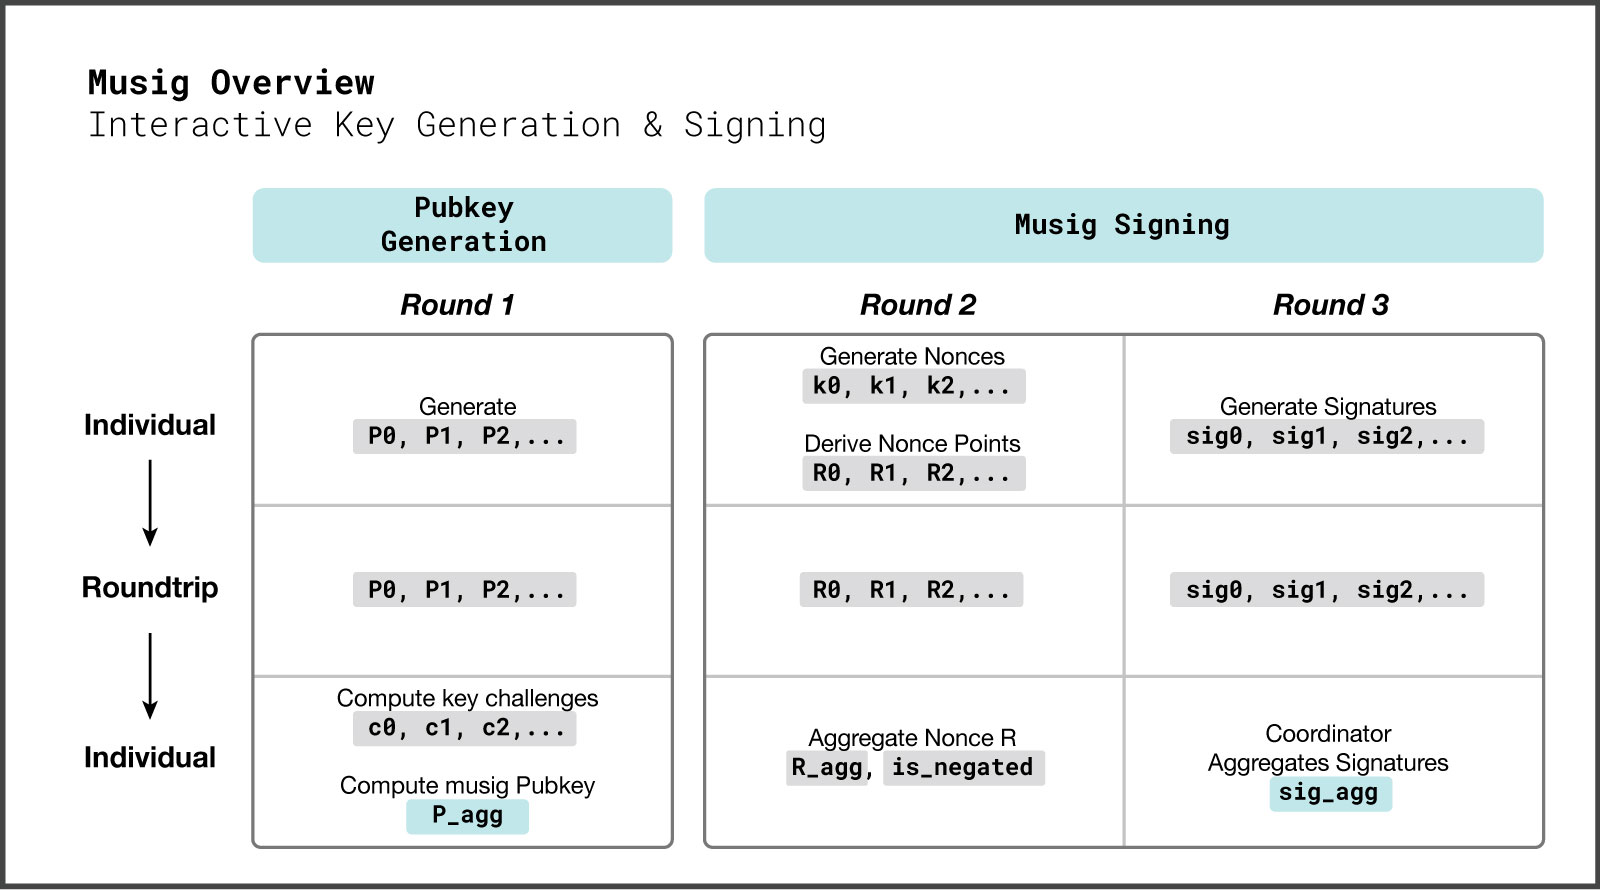 Musig Overview
Interactive Key Generation & Signing
Pubkey
Generation
Musig Signing
Round 1
Round 2
Round 3
Individual
Generate
P0, P1, P2,...
Generate Nonces
k0, k1, k2,...
Derive Nonce Points
R0, R1, R2,...
Generate Signatures
sig0, sig1, sig2,...
Roundtrip
P0, P1, P2,...
R0, R1, R2,...
sig0, sig1, sig2,...
Individual
Compute key challenges
c0, c1, c2,...
Compute musig Pubkey
P_agg
Aggregate Nonce R
R_agg, is_negated
Coordinator
Aggregates Signatures
sig_agg